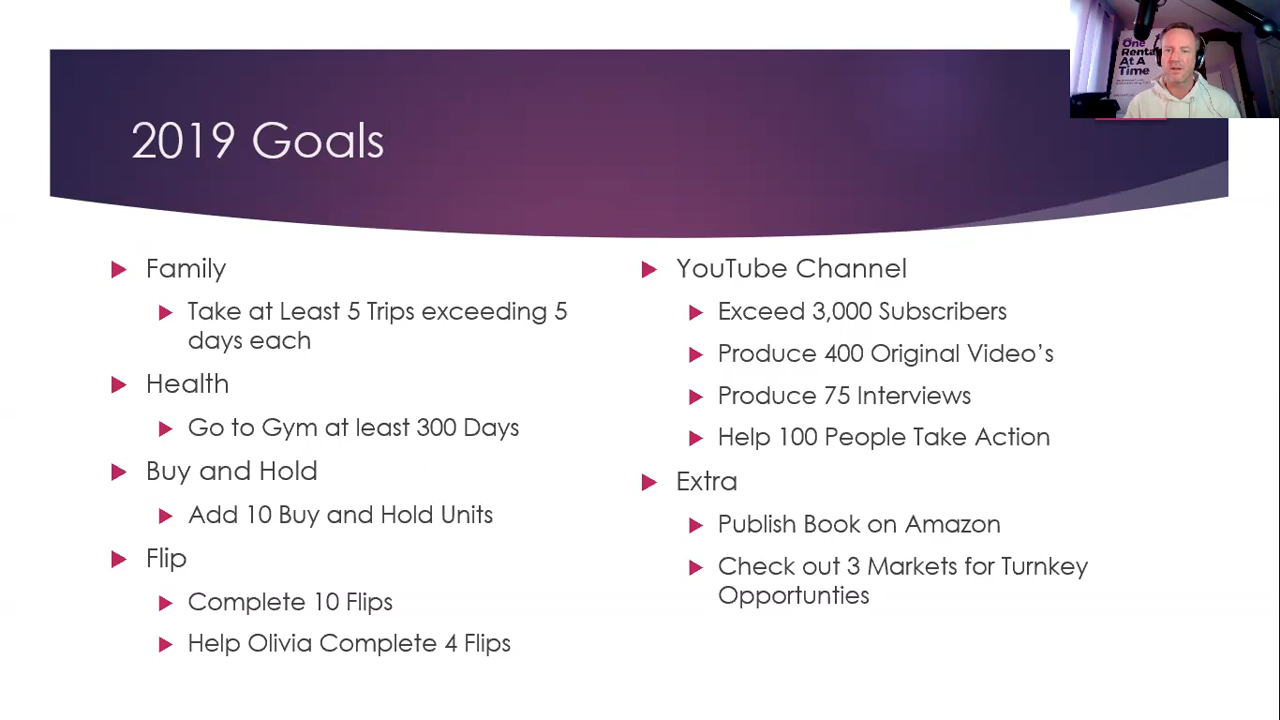 2019 Goals
Family
Take at Least 5 Trips exceeding 5
days each
Health
Go to Gym at least 300 Days
Buy and Hold
Add 10 Buy and Hold Units
Flip
Complete 10 Flips
Help Olivia Complete 4 Flips
YouTube Channel
Exceed 3,000 Subscribers
Produce 400 Original Video's
Produce 75 Interviews
Help 100 People Take Action
Extra
Publish Book on Amazon
Check out 3 Markets for Turnkey
Opportunties
One
Rental
At A
Time